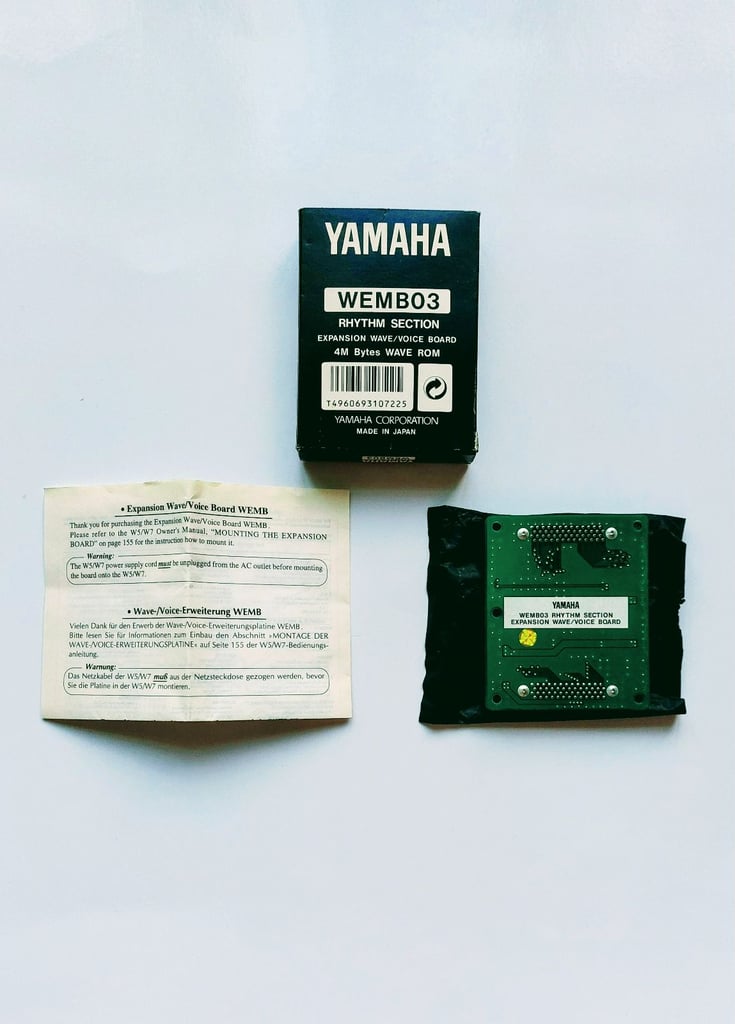 YAMAHA
WEMB03
RHYTHM SECTION
EXPANSION WAVE/VOICE BOARD
4M Bytes WAVE ROM
T4960693107225
YAMAHA CORPORATION
MADE IN JAPAN
• Expansion Wave/Voice Board WEMB
Thank you for purchasing the Expansion Wave/Voice Board WEMB.
Please refer to the W5/W7 Owner's Manual, "MOUNTING THE EXPANSION
BOARD" on page 155 for the instruction how to mount it.
Warning:
The W5/W7 power supply cord must be unplugged from the AC outlet before mounting
the board onto the W5/W7.
• Wave-/Voice-Erweiterung WEMB
Vielen Dank für den Erwerb der Wave-/Voice-Erweiterungsplatine WEMB.
Bitte lesen Sie für Informationen zum Einbau den Abschnitt »MONTAGE DER
WAVE-/VOICE-ERWEITERUNGSPLATINE« auf Seite 155 der W5/W7-Bedienungs-
anleitung.
Warnung:
Das Netzkabel der W5/W7 muß aus der Netzsteckdose gezogen werden, bevor
Sie die Platine in der W5/W7 montieren.
YAMAHA
WEMB03 RHYTHM SECTION
EXPANSION WAVE/VOICE BOARD